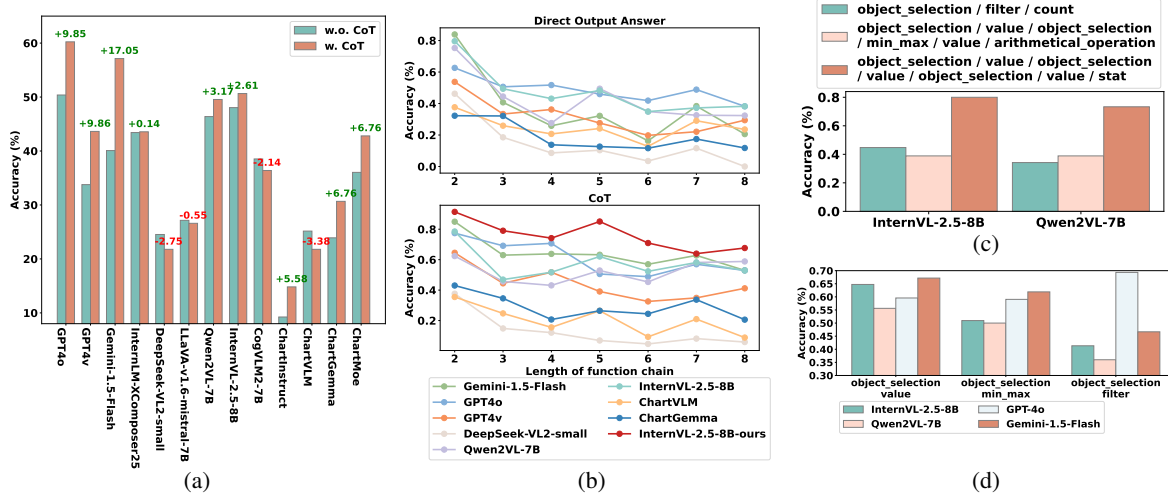 Accuracy (%)
60
50
40
30
20
10
w.o. CoT
w. CoT
+9.85
+9.86
+17.05
+0.14
-2.75
-0.55
+3.17
+2.61
-2.14
+5.58
-3.38
+6.76
+6.76
GPT4o
GPT4v
Gemini-1.5-Flash
InternLM-XComposer25
DeepSeek-VL2-small
LLaVA-v1.6-mistral-7B
Qwen2VL-7B
InternVL-2.5-8B
CogVLM2-7B
ChartInstruct
ChartVLM
ChartGemma
ChartMoe
(a)
Direct Output Answer
Accuracy (%)
0.8
0.6
0.4
0.2
0.0
2 3 4 5 6 7 8
CoT
Accuracy (%)
0.8
0.6
0.4
0.2
2 3 4 5 6 7 8
Length of function chain
Gemini-1.5-Flash
GPT4o
GPT4v
DeepSeek-VL2-small
Qwen2VL-7B
InternVL-2.5-8B
ChartVLM
ChartGemma
InternVL-2.5-8B-ours
(b)
object_selection / filter / count
object_selection / value / object_selection
/ min_max / value / arithmetical_operation
object_selection / value / object_selection
/ value / object_selection / value / stat
Accuracy (%)
0.8
0.6
0.4
0.2
0.0
InternVL-2.5-8B
Qwen2VL-7B
(c)
Accuracy (%)
0.70
0.65
0.60
0.55
0.50
0.45
0.40
0.35
0.30
object_selection
value
object_selection
min_max
object_selection
filter
InternVL-2.5-8B
Qwen2VL-7B
GPT-4o
Gemini-1.5-Flash
(d)